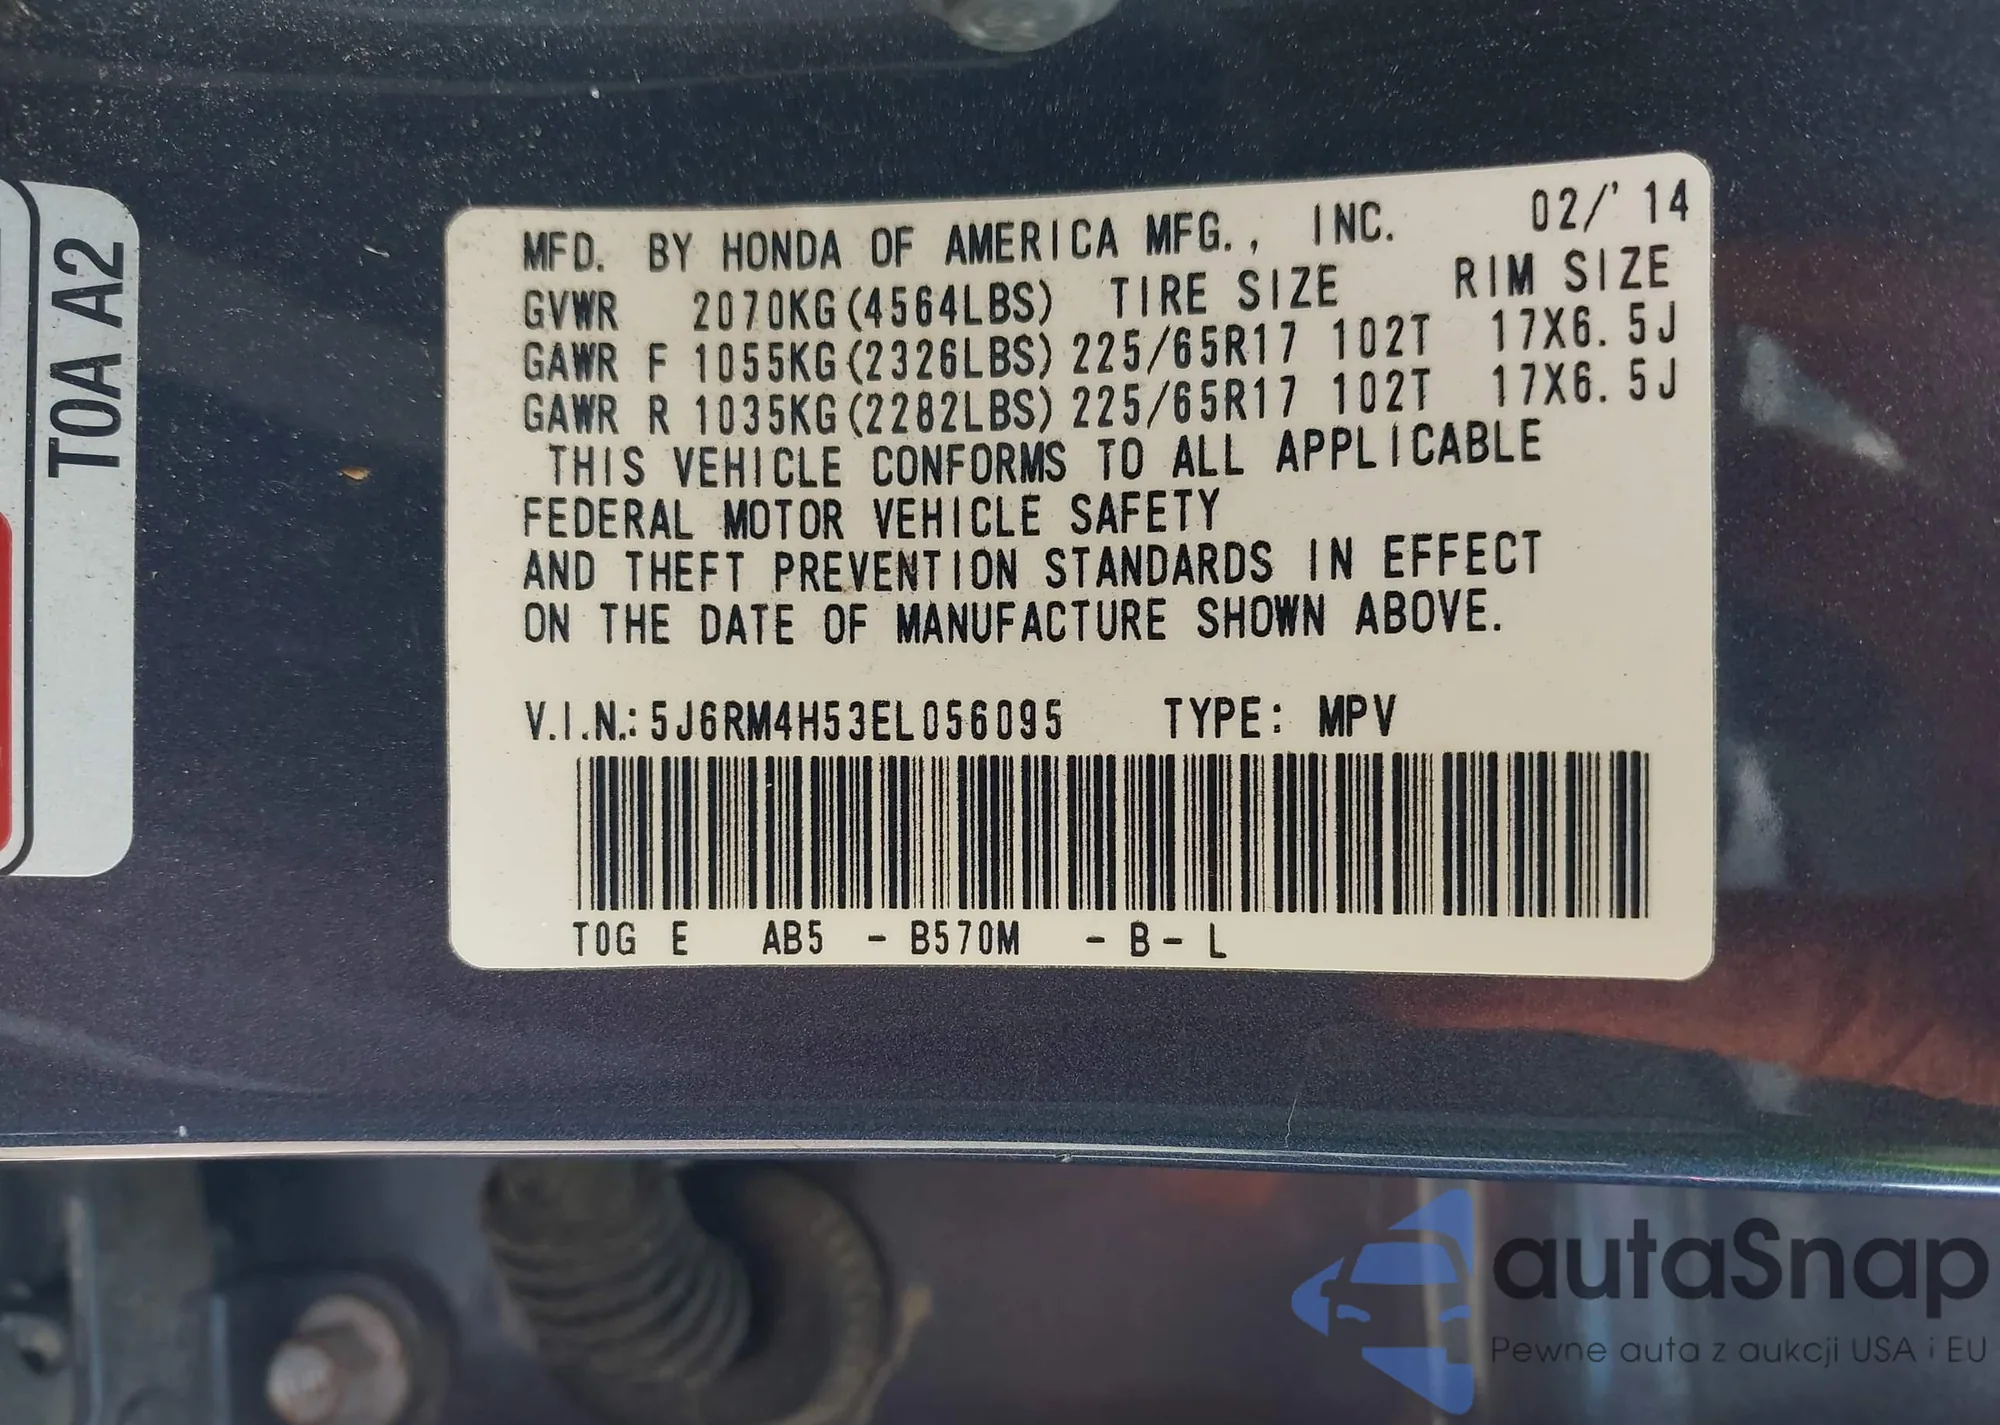 T0A A2
MFD. BY HONDA OF AMERICA MFG., INC. 02/'14
GVWR 2070KG(4564LBS) TIRE SIZE RIM SIZE
GAWR F 1055KG(2326LBS) 225/65R17 102T 17X6.5J
GAWR R 1035KG(2282LBS) 225/65R17 102T 17X6.5J
THIS VEHICLE CONFORMS TO ALL APPLICABLE
FEDERAL MOTOR VEHICLE SAFETY
AND THEFT PREVENTION STANDARDS IN EFFECT
ON THE DATE OF MANUFACTURE SHOWN ABOVE.
V.I.N.: 5J6RM4H53EL056095 TYPE: MPV
T0G E AB5 - B570M - B - L
autaSnap
Pewne auta z aukcji USA i EU